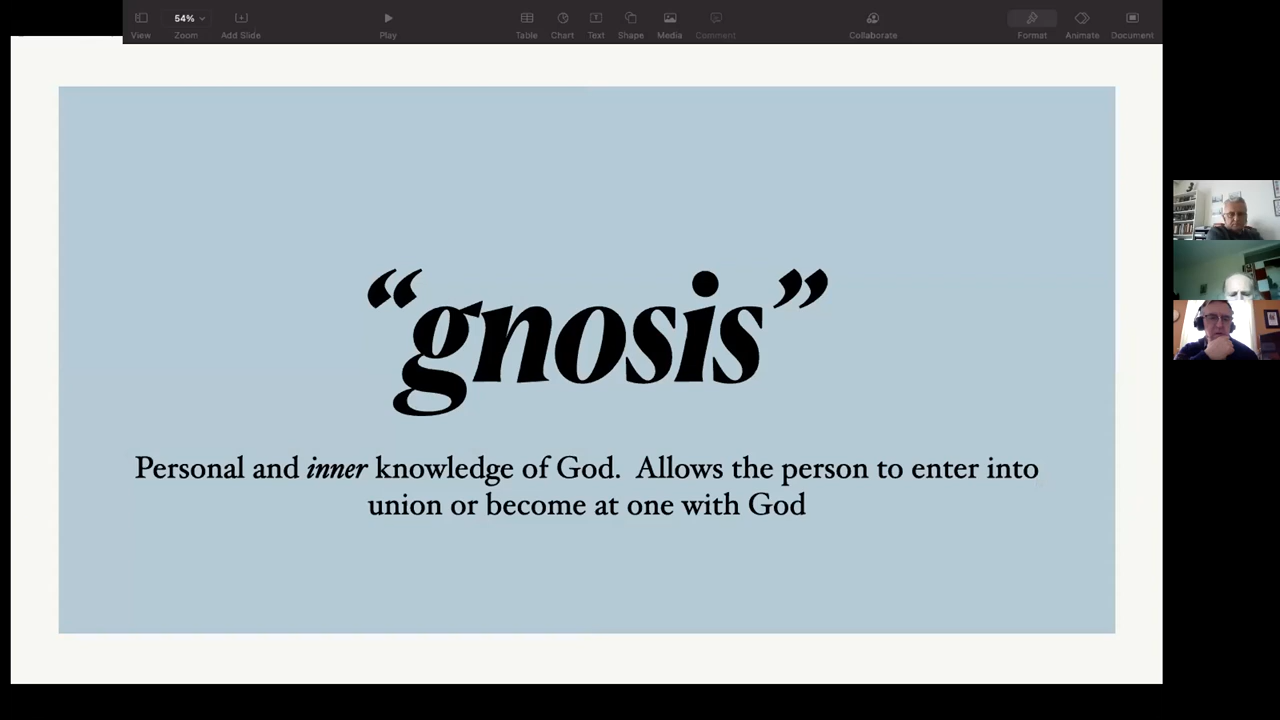 54%
View Zoom Add Slide Play Table Chart Text Shape Media Comment Collaborate Format Animate Document
“gnosis”
Personal and inner knowledge of God.  Allows the person to enter into
union or become at one with God